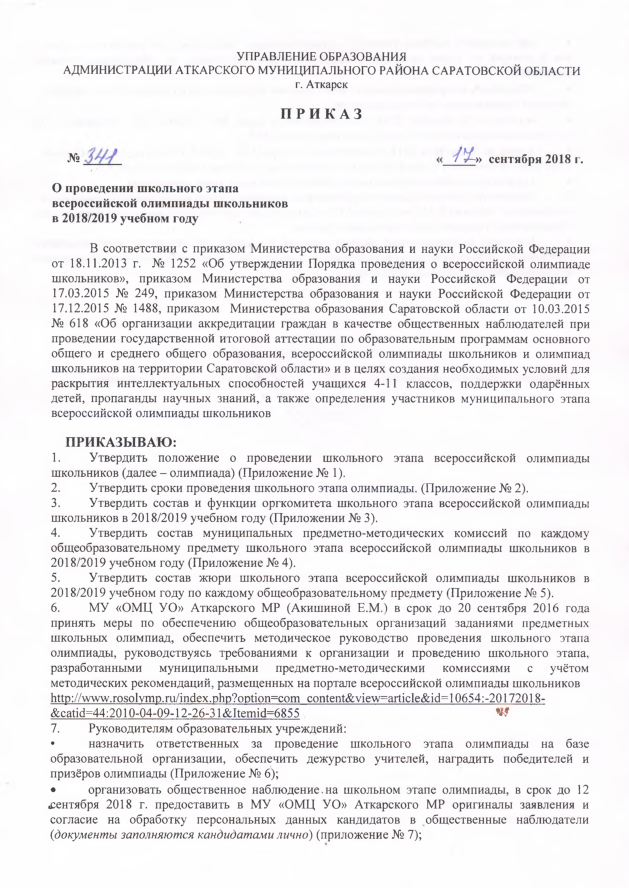 УПРАВЛЕНИЕ ОБРАЗОВАНИЯ
АДМИНИСТРАЦИИ АТКАРСКОГО МУНИЦИПАЛЬНОГО РАЙОНА САРАТОВСКОЙ ОБЛАСТИ
г. Аткарск
П Р И К А З
№ 341 « 17 » сентября 2018 г.
О проведении школьного этапа
всероссийской олимпиады школьников
в 2018/2019 учебном году
В соответствии с приказом Министерства образования и науки Российской Федерации
от 18.11.2013 г. № 1252 «Об утверждении Порядка проведения о всероссийской олимпиаде
школьников», приказом Министерства образования и науки Российской Федерации от
17.03.2015 № 249, приказом Министерства образования и науки Российской Федерации от
17.12.2015 № 1488, приказом Министерства образования Саратовской области от 10.03.2015
№ 618 «Об организации аккредитации граждан в качестве общественных наблюдателей при
проведении государственной итоговой аттестации по образовательным программам основного
общего и среднего общего образования, всероссийской олимпиады школьников и олимпиад
школьников на территории Саратовской области» и в целях создания необходимых условий для
раскрытия интеллектуальных способностей учащихся 4-11 классов, поддержки одарённых
детей, пропаганды научных знаний, а также определения участников муниципального этапа
всероссийской олимпиады школьников
ПРИКАЗЫВАЮ:
1. Утвердить положение о проведении школьного этапа всероссийской олимпиады
школьников (далее – олимпиада) (Приложение № 1).
2. Утвердить сроки проведения школьного этапа олимпиады. (Приложение № 2).
3. Утвердить состав и функции оргкомитета школьного этапа всероссийской олимпиады
школьников в 2018/2019 учебном году (Приложении № 3).
4. Утвердить состав муниципальных предметно-методических комиссий по каждому
общеобразовательному предмету школьного этапа всероссийской олимпиады школьников в
2018/2019 учебном году (Приложение № 4).
5. Утвердить состав жюри школьного этапа всероссийской олимпиады школьников в
2018/2019 учебном году по каждому общеобразовательному предмету (Приложение № 5).
6. МУ «ОМЦ УО» Аткарского МР (Акишиной Е.М.) в срок до 20 сентября 2016 года
принять меры по обеспечению общеобразовательных организаций заданиями предметных
школьных олимпиад, обеспечить методическое руководство проведения школьного этапа
олимпиады, руководствуясь требованиями к организации и проведению школьного этапа,
разработанными муниципальными предметно-методическими комиссиями с учётом
методических рекомендаций, размещенных на портале всероссийской олимпиады школьников
http://www.rosolymp.ru/index.php?option=com_content&view=article&id=10654:-20172018-
&catid=44:2010-04-09-12-26-31&Itemid=6855
7. Руководителям образовательных учреждений:
• назначить ответственных за проведение школьного этапа олимпиады на базе
образовательной организации, обеспечить дежурство учителей, наградить победителей и
призёров олимпиады (Приложение № 6);
• организовать общественное наблюдение на школьном этапе олимпиады, в срок до 12
сентября 2018 г. предоставить в МУ «ОМЦ УО» Аткарского МР оригиналы заявления и
согласие на обработку персональных данных кандидатов в общественные наблюдатели
(документы заполняются кандидатами лично) (приложение № 7);